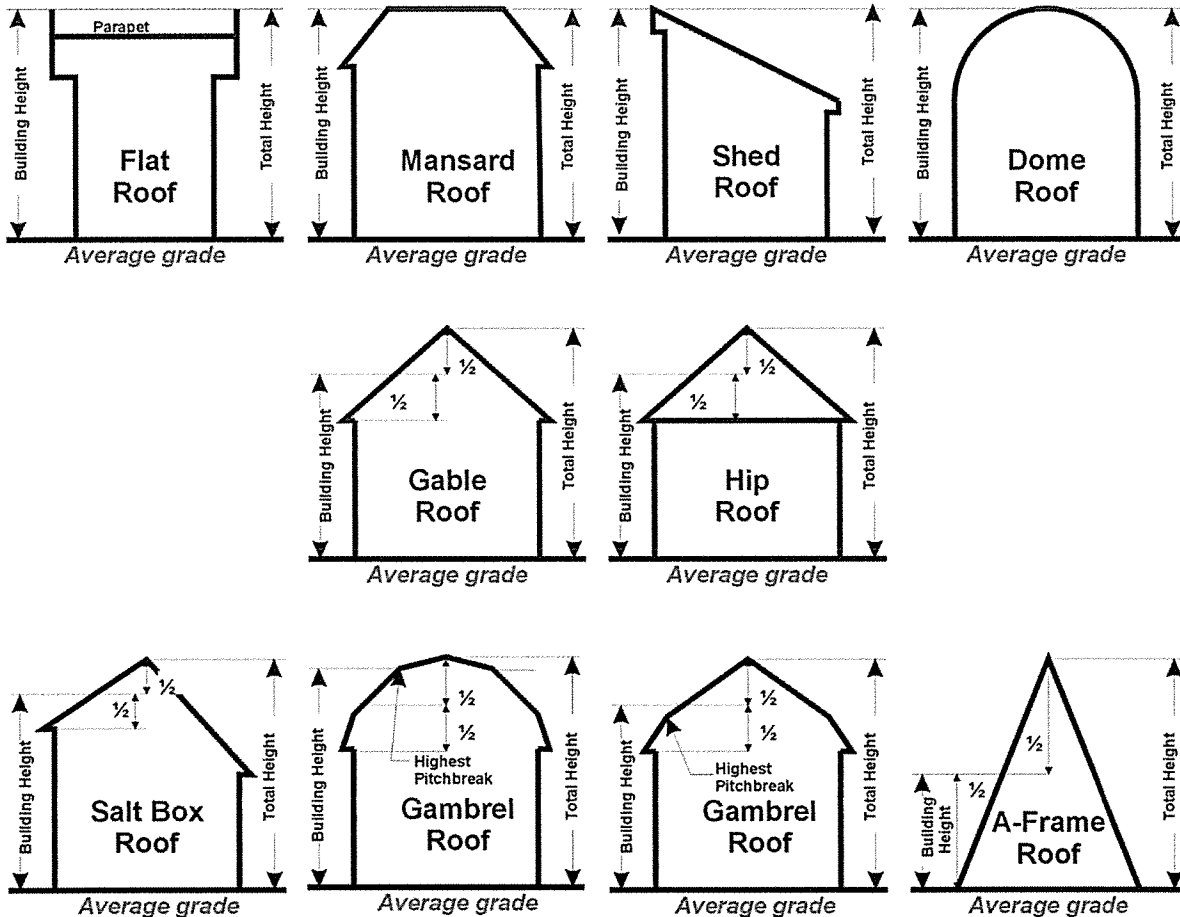 Parapet
Building Height
Flat
Roof
Total Height
Average grade
Building Height
Mansard
Roof
Total Height
Average grade
Building Height
Shed
Roof
Total Height
Average grade
Building Height
Dome
Roof
Total Height
Average grade
½
½
Building Height
Gable
Roof
Total Height
Average grade
½
½
Building Height
Hip
Roof
Total Height
Average grade
½
½
Building Height
Salt Box
Roof
Total Height
Average grade
½
½
Highest
Pitchbreak
Building Height
Gambrel
Roof
Total Height
Average grade
½
½
Highest
Pitchbreak
Building Height
Gambrel
Roof
Total Height
Average grade
½
½
Building
Height
A-Frame
Roof
Total Height
Average grade